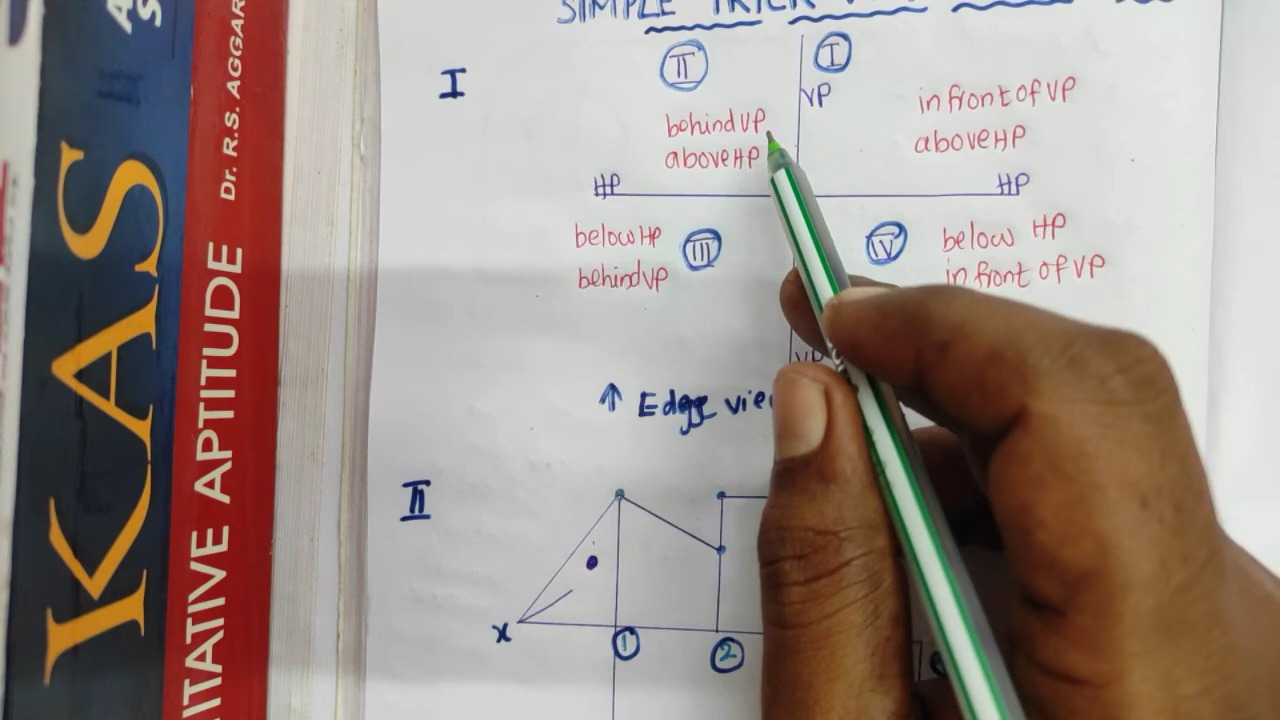 KAS
ITATIVE APTITUDE Dr. R.S. AGGAR
SIMPLE TRICK
I
II
I
VP
behind VP
above HP
in front of VP
above HP
HP
HP
below HP
behind VP
III
IV
below HP
in front of VP
VP
↑ Edge vie
II
x
1
2